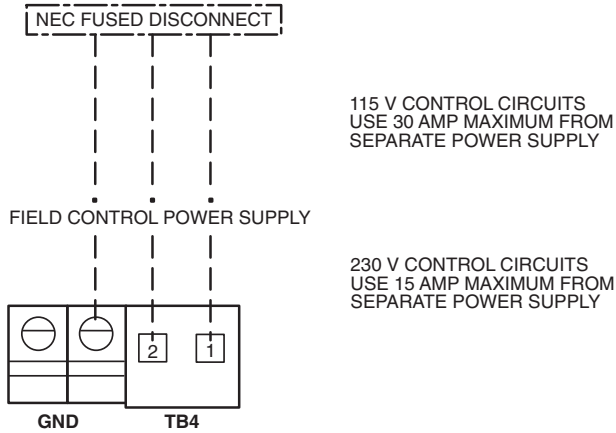 NEC FUSED DISCONNECT
115 V CONTROL CIRCUITS
USE 30 AMP MAXIMUM FROM
SEPARATE POWER SUPPLY
FIELD CONTROL POWER SUPPLY
230 V CONTROL CIRCUITS
USE 15 AMP MAXIMUM FROM
SEPARATE POWER SUPPLY
2 1
GND TB4